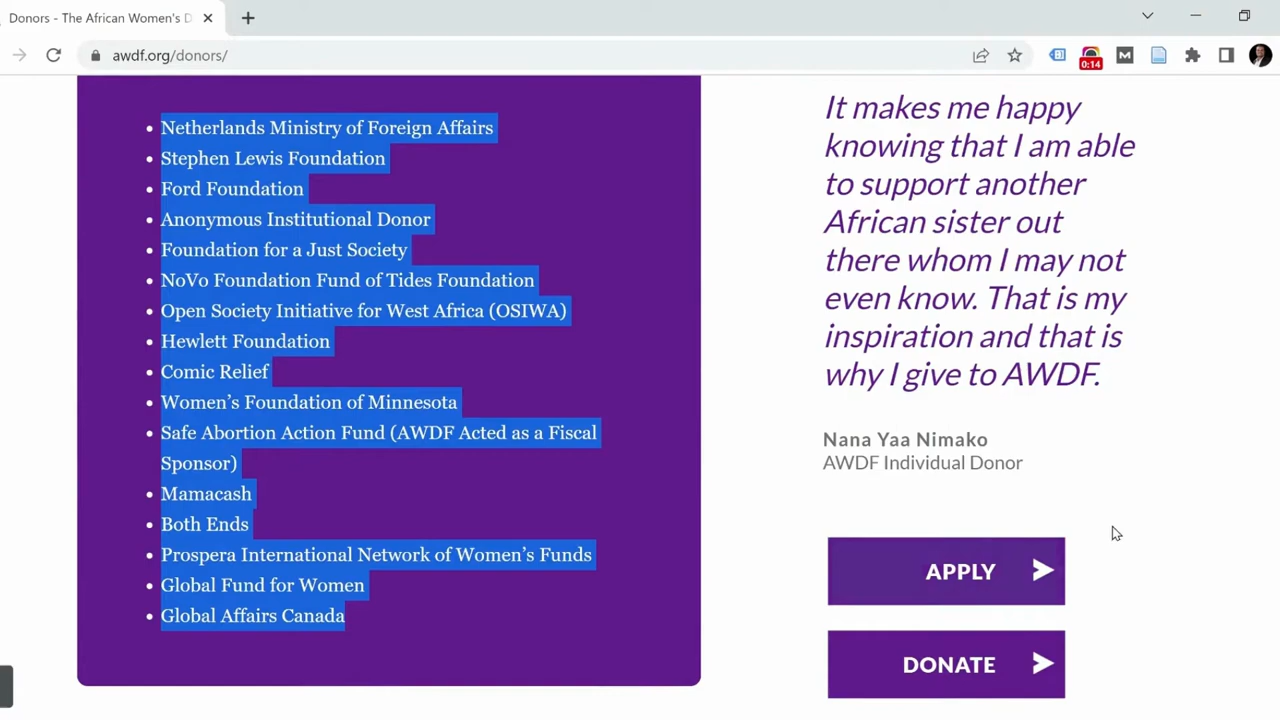 Donors - The African Women's D
awdf.org/donors/
0:14
M
• Netherlands Ministry of Foreign Affairs
• Stephen Lewis Foundation
• Ford Foundation
• Anonymous Institutional Donor
• Foundation for a Just Society
• NoVo Foundation Fund of Tides Foundation
• Open Society Initiative for West Africa (OSIWA)
• Hewlett Foundation
• Comic Relief
• Women’s Foundation of Minnesota
• Safe Abortion Action Fund (AWDF Acted as a Fiscal
Sponsor)
• Mamacash
• Both Ends
• Prospera International Network of Women’s Funds
• Global Fund for Women
• Global Affairs Canada
It makes me happy
knowing that I am able
to support another
African sister out
there whom I may not
even know. That is my
inspiration and that is
why I give to AWDF.
Nana Yaa Nimako
AWDF Individual Donor
APPLY
DONATE